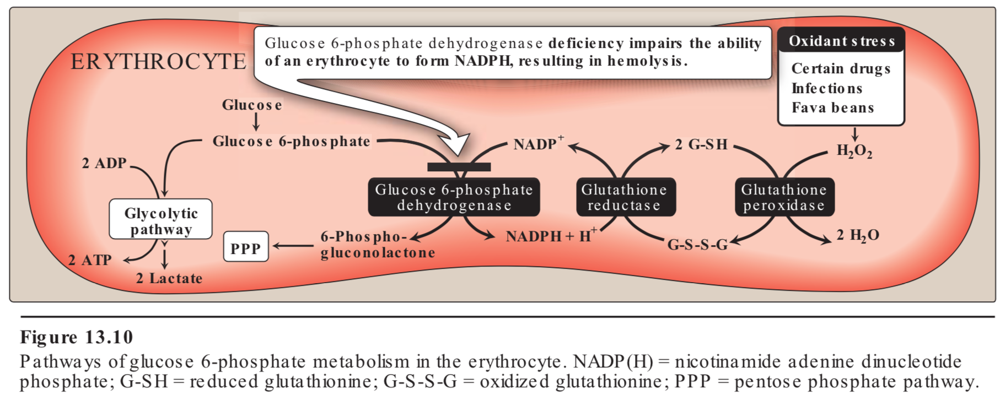 ERYTHROCYTE
Glucose 6-phosphate dehydrogenase deficiency impairs the ability
of an erythrocyte to form NADPH, resulting in hemolysis.
Oxidant stress
Certain drugs
Infections
Fava beans
Glucose
Glucose 6-phosphate
NADP+
2 G-SH
H2O2
2 ADP
Glycolytic
pathway
Glucose 6-phosphate
dehydrogenase
Glutathione
reductase
Glutathione
peroxidase
2 ATP
2 Lactate
PPP
6-Phospho-
gluconolactone
NADPH + H+
G-S-S-G
2 H2O
Figure 13.10
Pathways of glucose 6-phosphate metabolism in the erythrocyte. NADP(H) = nicotinamide adenine dinucleotide
phosphate; G-SH = reduced glutathionine; G-S-S-G = oxidized glutathionine; PPP = pentose phosphate pathway.